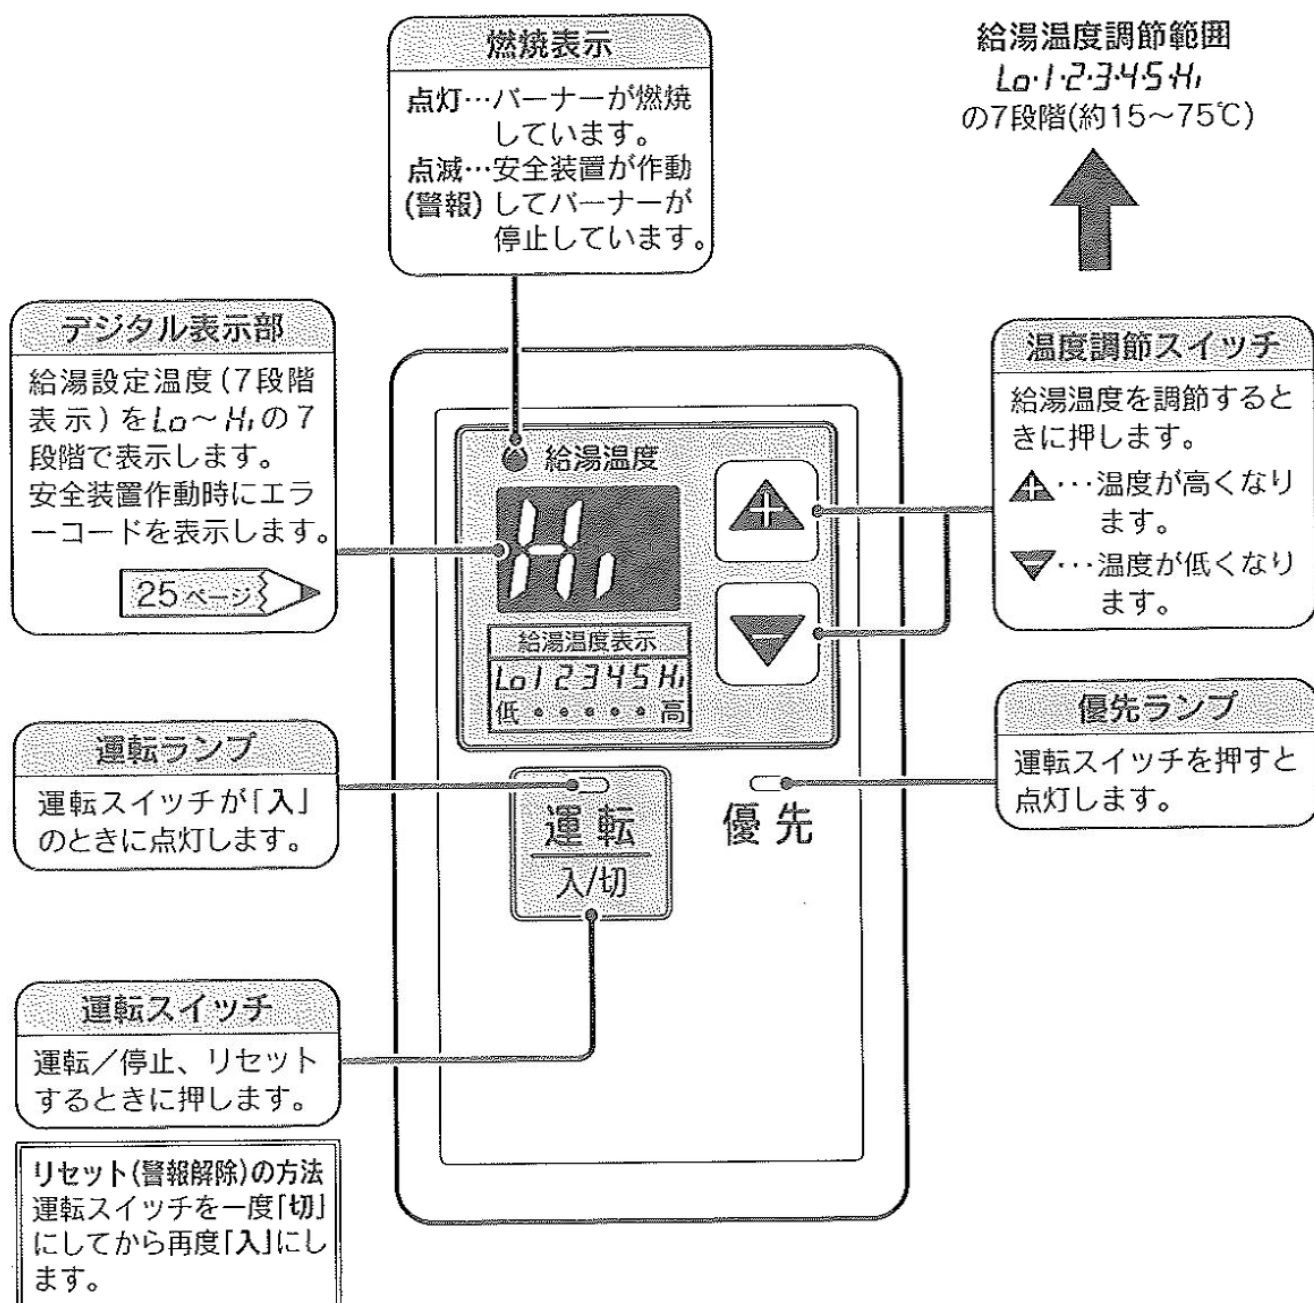 燃焼表示
点灯…バーナーが燃焼
しています。
点滅…安全装置が作動
(警報)してバーナーが
停止しています。
給湯温度調節範囲
Lo·1·2·3·4·5·Hi
の7段階(約15～75℃)
デジタル表示部
給湯設定温度(7段階
表示)をLo～Hiの7
段階で表示します。
安全装置作動時にエラ
ーコードを表示します。
25ページ
給湯温度
Hi
+
-
給湯温度表示
Lo 1 2 3 4 5 Hi
低・・・・・高
温度調節スイッチ
給湯温度を調節すると
きに押します。
+…温度が高くなり
ます。
-…温度が低くなり
ます。
運転ランプ
運転スイッチが「入」
のときに点灯します。
運転
入/切
優先
優先ランプ
運転スイッチを押すと
点灯します。
運転スイッチ
運転／停止、リセット
するときに押します。
リセット(警報解除)の方法
運転スイッチを一度「切」
にしてから再度「入」にし
ます。